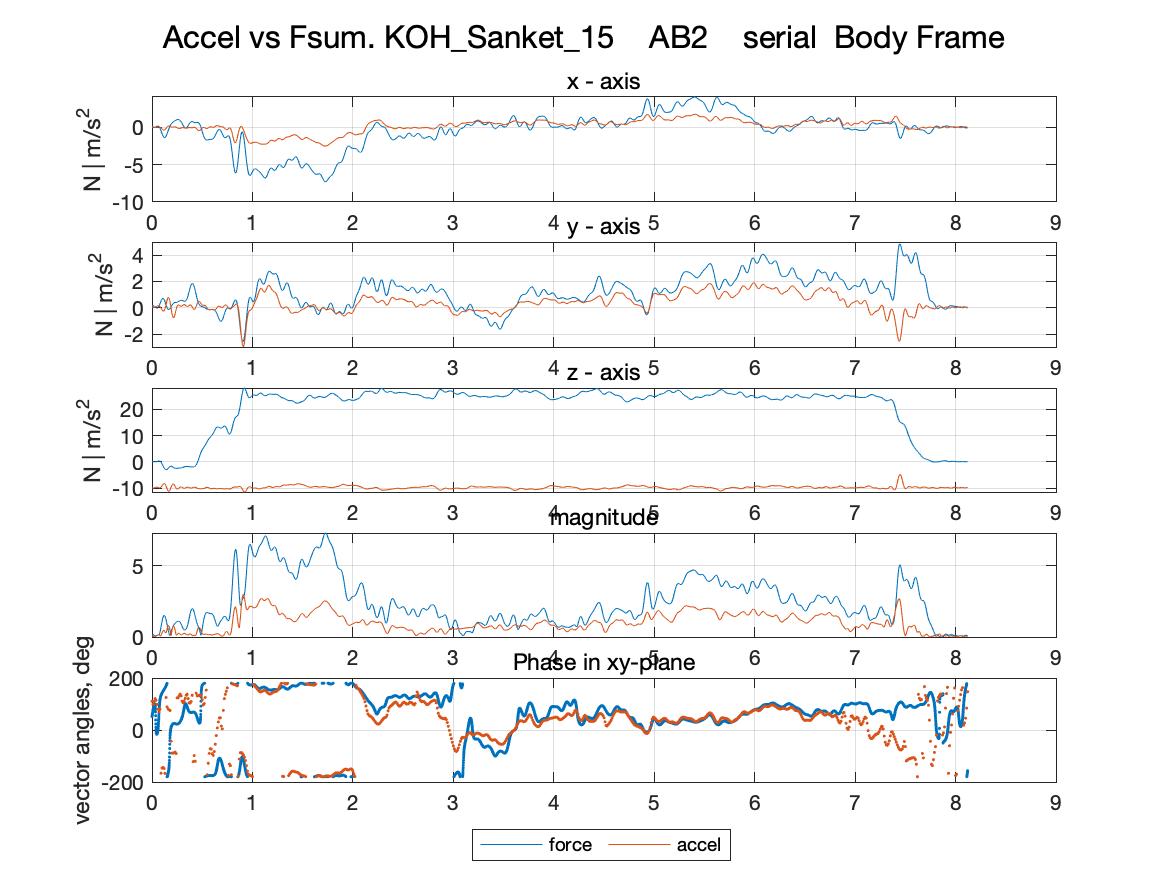 Accel vs Fsum. KOH_Sanket_15 AB2 serial Body Frame
x - axis
N | m/s2
0
-5
-10
0 1 2 3 4 5 6 7 8 9
y - axis
N | m/s2
4
2
0
-2
0 1 2 3 4 5 6 7 8 9
z - axis
N | m/s2
20
10
0
-10
0 1 2 3 4 5 6 7 8 9
magnitude
5
0
0 1 2 3 4 5 6 7 8 9
Phase in xy-plane
vector angles, deg
200
0
-200
0 1 2 3 4 5 6 7 8 9
force accel